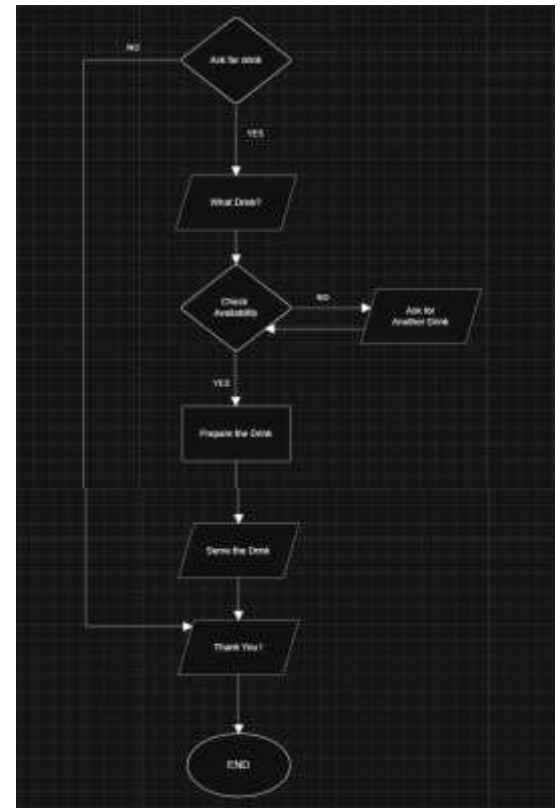 Ask for drink
NO
YES
What Drink?
Check
Availability
NO
Ask for
Another Drink
YES
Prepare the Drink
Serve the Drink
Thank You !
END